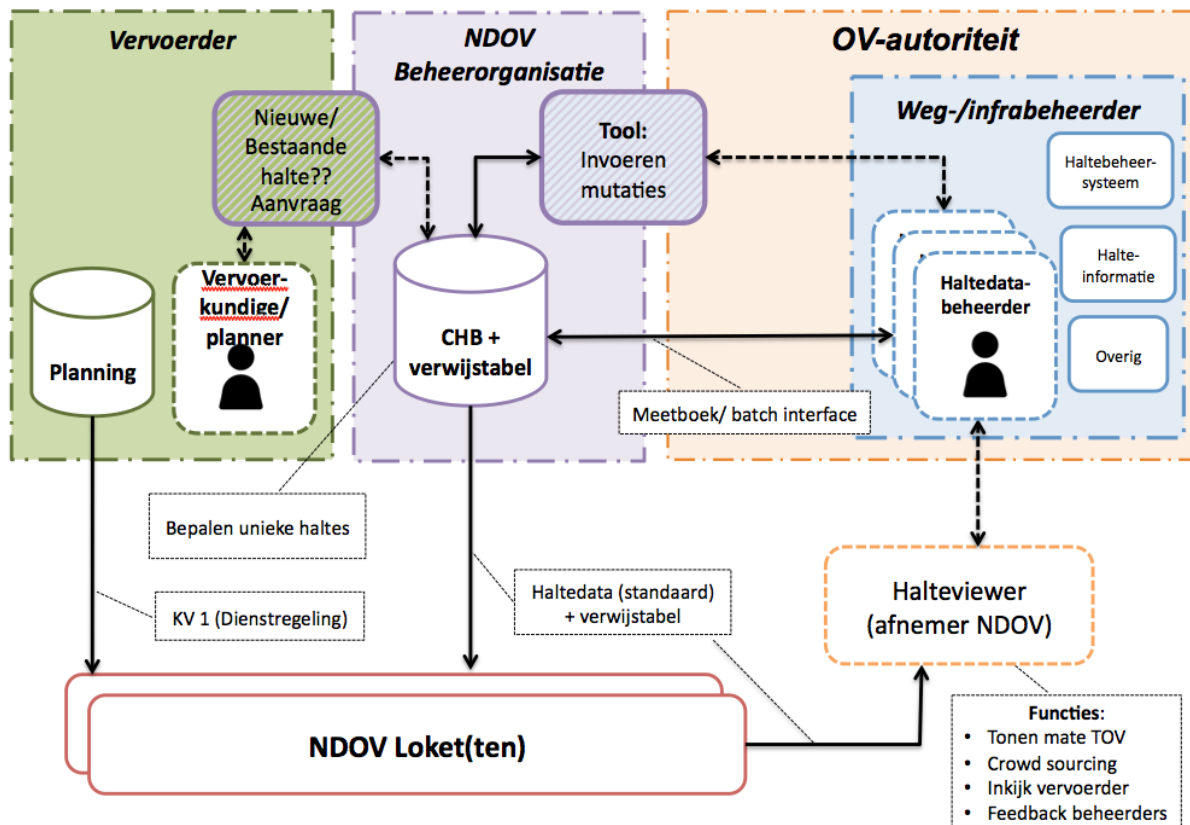 Vervoerder
NDOV
Beheerorganisatie
OV-autoriteit
Weg-/infrabeheerder
Nieuwe/
Bestaande
halte??
Aanvraag
Tool:
Invoeren
mutaties
Haltebeheer-
systeem
Halte-
informatie
Overig
Haltedata-
beheerder
Vervoer-
kundige/
planner
Planning
CHB +
verwijstabel
Meetboek/ batch interface
Bepalen unieke haltes
KV 1 (Dienstregeling)
Haltedata (standaard)
+ verwijstabel
Halteviewer
(afnemer NDOV)
NDOV Loket(ten)
Functies:
• Tonen mate TOV
• Crowd sourcing
• Inkijk vervoerder
• Feedback beheerders